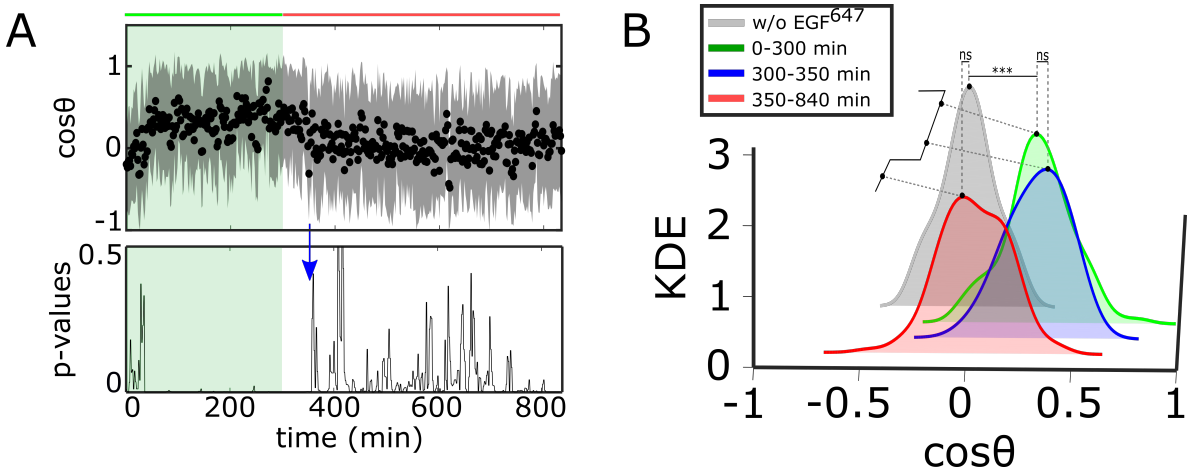 A
1
0
-1
cosθ
0.5
0
p-values
0 200 400 600 800
time (min)
B
w/o EGF647
0-300 min
300-350 min
350-840 min
ns *** ns
3
2
1
0
KDE
-1 -0.5 0 0.5 1
cosθ